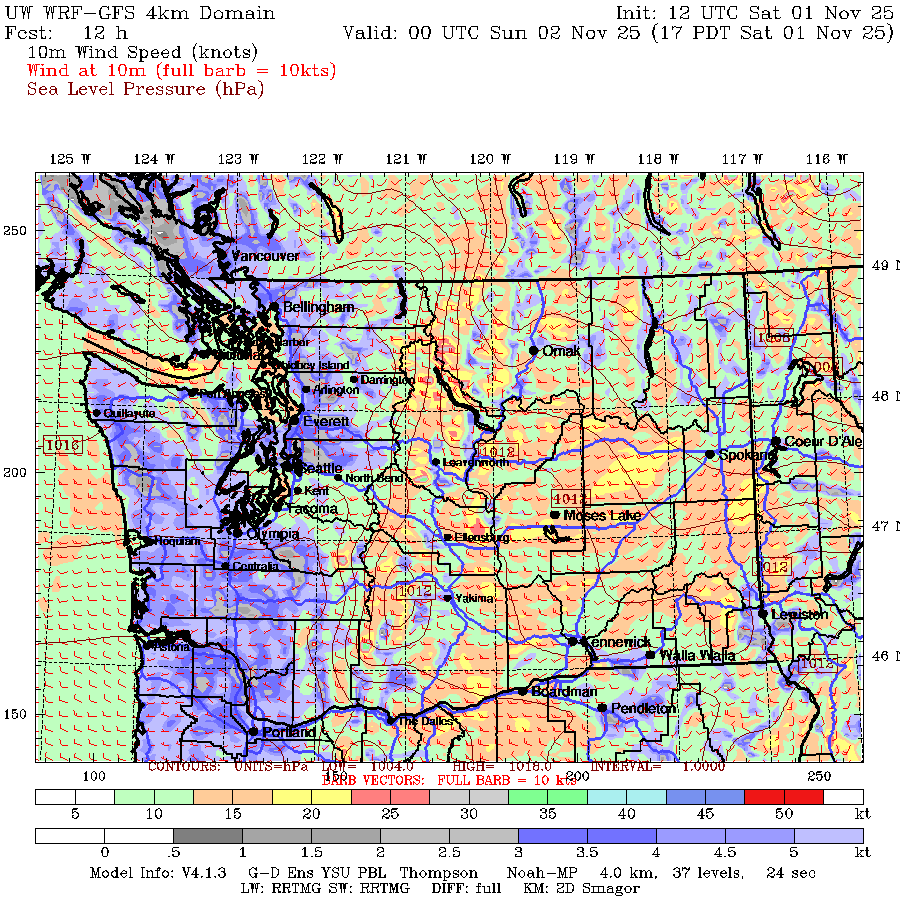 UW WRF-GFS 4km Domain Init: 12 UTC Sat 01 Nov 25
Fcst: 12 h Valid: 00 UTC Sun 02 Nov 25 (17 PDT Sat 01 Nov 25)
10m Wind Speed (knots)
Wind at 10m (full barb = 10kts)
Sea Level Pressure (hPa)
125 W 124 W 123 W 122 W 121 W 120 W 119 W 118 W 117 W 116 W
250
Vancouver
49 N
Bellingham
1008
Omak
Whidbey Island
Darrington
Arlington
48 N
Quillayute
Everett
Coeur D'Ale
1016
1012
Spokane
Leavenworth
200
Seattle
North Bend
Kent
1012
Tacoma
Moses Lake
47 N
Olympia
Ellensburg
Hoquiam
Centralia
1012
1012
Yakima
Lewiston
Kennewick
Astoria
Walla Walla
46 N
1012
Boardman
Pendleton
150
The Dalles
Portland
CONTOURS: UNITS=hPa LOW= 1004.0 HIGH= 1018.0 INTERVAL= 1.0000
100 150 200 250
BARB VECTORS: FULL BARB = 10 kts
5 10 15 20 25 30 35 40 45 50 kt
0 .5 1 1.5 2 2.5 3 3.5 4 4.5 5 kt
Model Info: V4.1.3 G-D Ens YSU PBL Thompson Noah-MP 4.0 km, 37 levels, 24 sec
LW: RRTMG SW: RRTMG DIFF: full KM: 2D Smagor